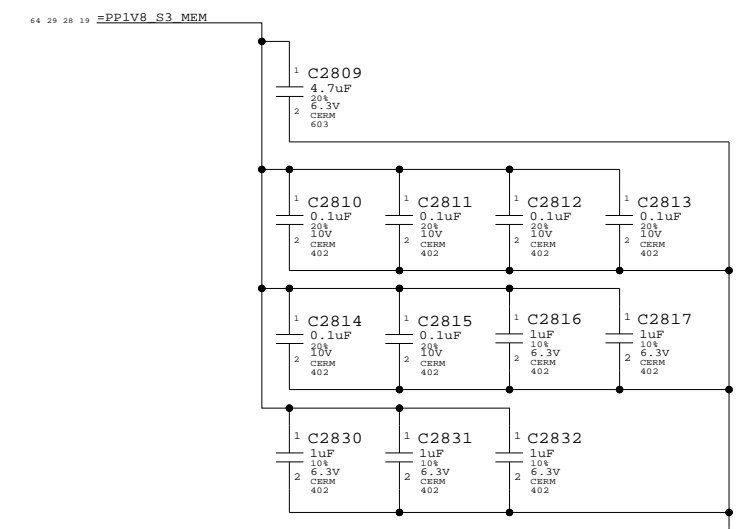 64 29 28 19 =PP1V8_S3_MEM
1 C2809
4.7uF
20%
2 6.3V
CERM
603
1 C2810 1 C2811 1 C2812 1 C2813
0.1uF 0.1uF 0.1uF 0.1uF
20% 20% 20% 20%
2 10V 2 10V 2 10V 2 10V
CERM CERM CERM CERM
402 402 402 402
1 C2814 1 C2815 1 C2816 1 C2817
0.1uF 0.1uF 1uF 1uF
20% 20% 10% 10%
2 10V 2 10V 2 6.3V 2 6.3V
CERM CERM CERM CERM
402 402 402 402
1 C2830 1 C2831 1 C2832
1uF 1uF 1uF
10% 10% 10%
2 6.3V 2 6.3V 2 6.3V
CERM CERM CERM
402 402 402